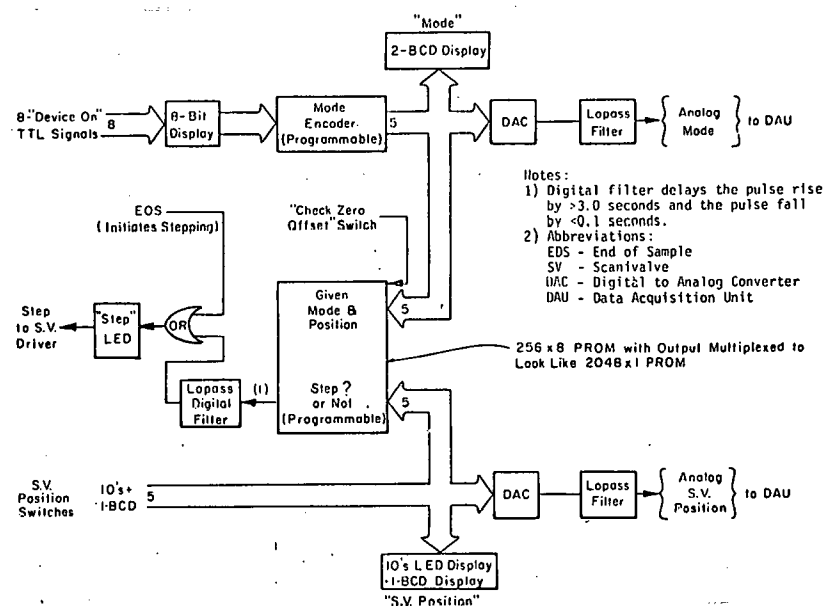 "Mode"
2-BCD Display
8-"Device On"
TTL Signals
8
8-Bit
Display
Mode
Encoder
(Programmable)
5
DAC
Lopass
Filter
Analog
Mode
to DAU
Notes:
1) Digital filter delays the pulse rise
by >3.0 seconds and the pulse fall
by <0.1 seconds.
2) Abbreviations:
EDS - End of Sample
SV - Scanivalve
DAC - Digital to Analog Converter
DAU - Data Acquisition Unit
EOS
(Initiates Stepping)
"Check Zero
Offset" Switch
Step
to S.V.
Driver
"Step"
LED
OR
Given
Mode &
Position
5
256 x 8 PROM with Output Multiplexed to
Look Like 2048 x 1 PROM
Lopass
Digital
Filter
(1)
Step ?
or Not
(Programmable)
5
S.V.
Position
Switches
10's+
1-BCD
5
DAC
Lopass
Filter
Analog
S.V.
Position
to DAU
10's LED Display
+1-BCD Display
"S.V. Position"